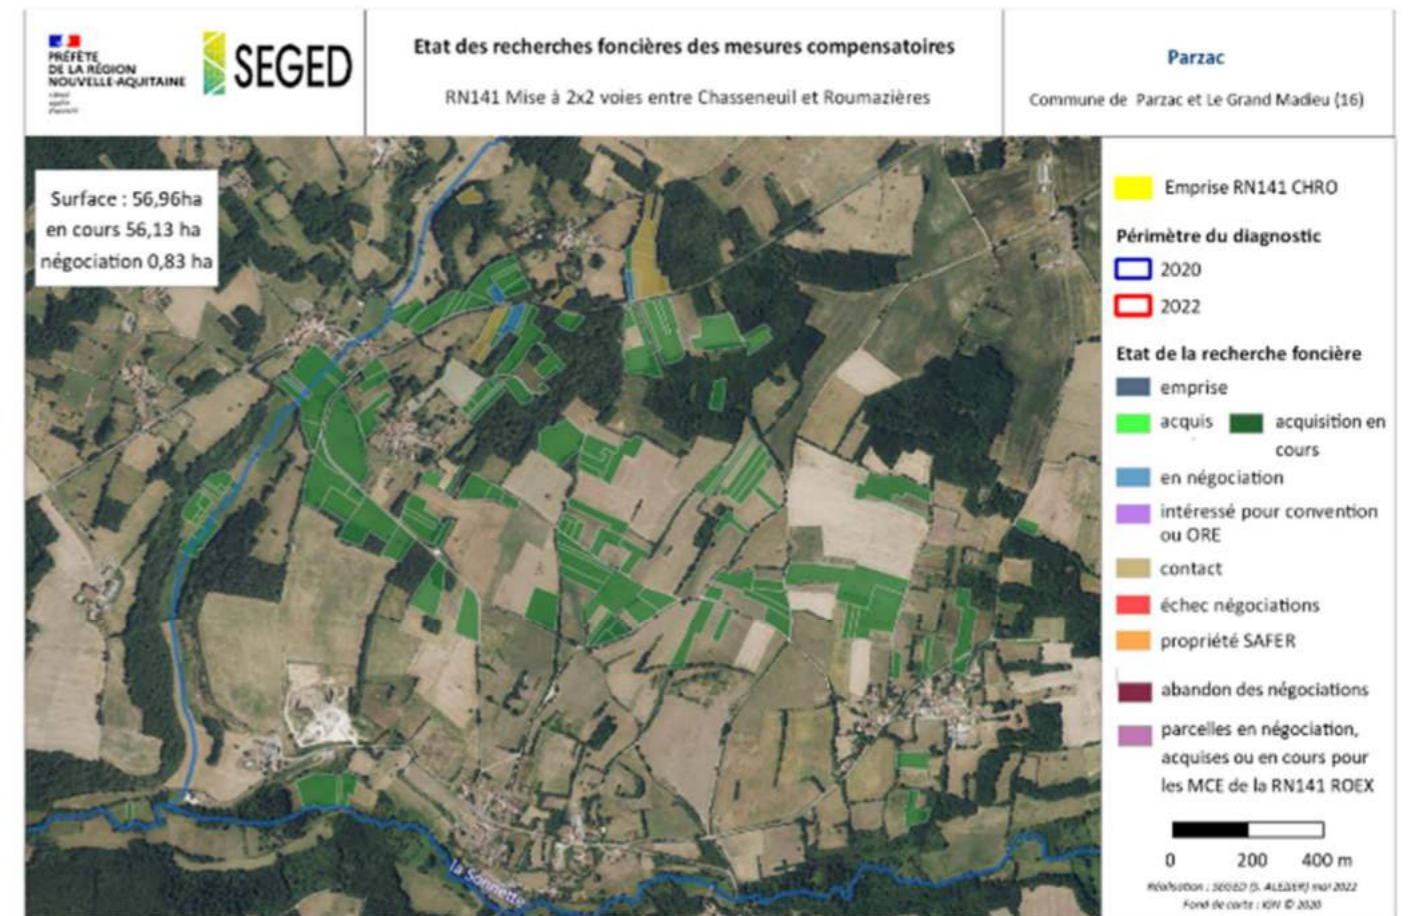 PRÉFÈTE
DE LA RÉGION
NOUVELLE-AQUITAINE
SEGED
Etat des recherches foncières des mesures compensatoires
RN141 Mise à 2x2 voies entre Chasseneuil et Roumazières
Parzac
Commune de Parzac et Le Grand Madieu (16)
Surface : 56,96ha
en cours 56,13 ha
négociation 0,83 ha
la Sonnette
Emprise RN141 CHRO
Périmètre du diagnostic
2020
2022
Etat de la recherche foncière
emprise
acquis
acquisition en
cours
en négociation
intéressé pour convention
ou ORE
contact
échec négociations
propriété SAFER
abandon des négociations
parcelles en négociation,
acquises ou en cours pour
les MCE de la RN141 ROEX
0 200 400 m
Réalisation : SEGED (S. ) mai 2022
Fond de carte : IGN © 2020